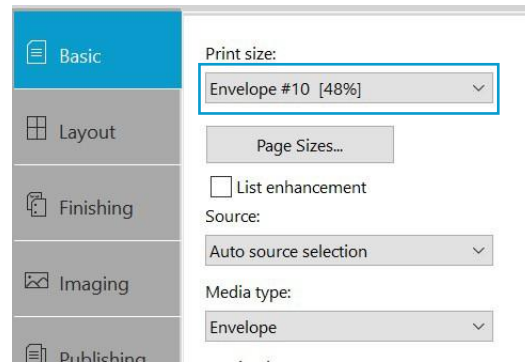 Basic
Layout
Finishing
Imaging
Publishing
Print size:
Envelope #10 [48%]
Page Sizes...
List enhancement
Source:
Auto source selection
Media type:
Envelope